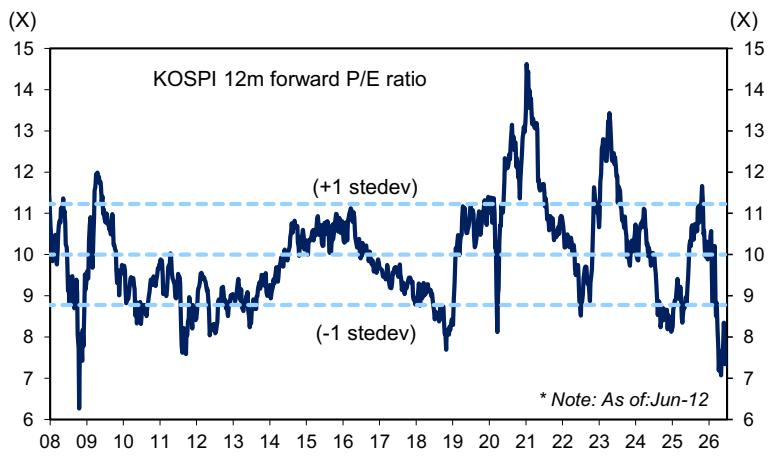 (X) (X)
KOSPI 12m forward P/E ratio
(+1 stedev)
(-1 stedev)
* Note: As of:Jun-12
15 15
14 14
13 13
12 12
11 11
10 10
9 9
8 8
7 7
6 6
08 09 10 11 12 13 14 15 16 17 18 19 20 21 22 23 24 25 26